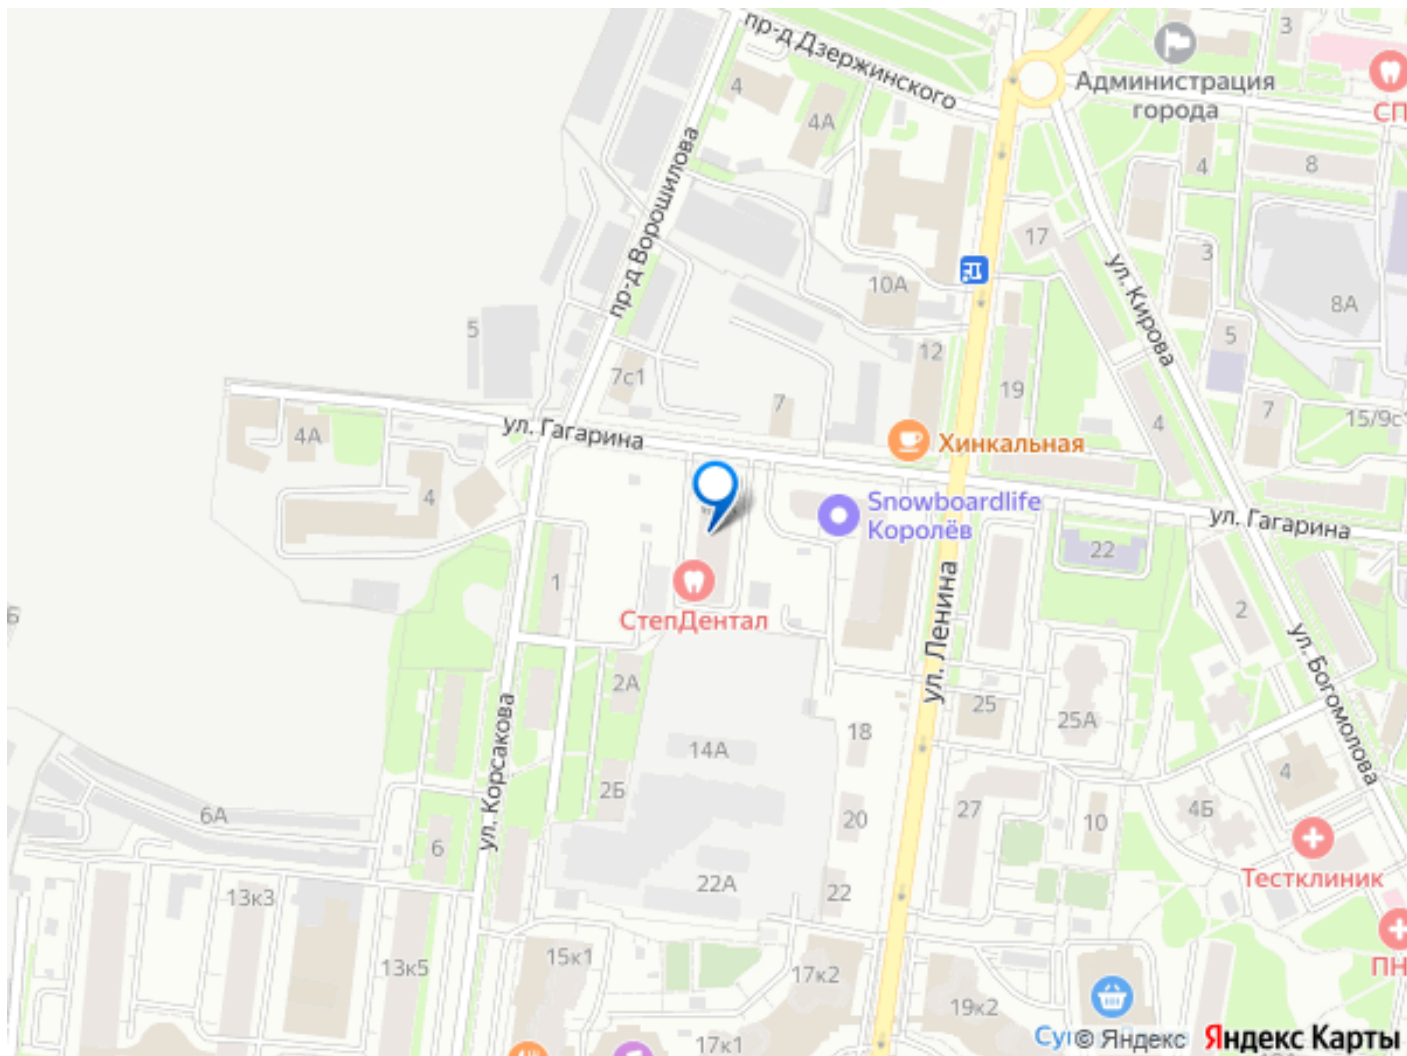 пр-д Дзержинского
3
Администрация
города
СП
4
4А
4
8
пр-д Ворошилова
17
3
ул. Кирова
10А
8А
5
5
12
7с1
19
7
7
4
15/9с1
ул. Гагарина
4А
Хинкальная
4
Snowboardlife
Королёв
ул. Гагарина
22
1
СтепДентал
2
ул. Ленина
ул. Богомолова
2А
25
25А
18
14А
ул. Корсакова
4
2Б
6А
20
27
10
4Б
6
22А
22
Тестклиник
13к3
13к5
15к1
17к2
ПН
19к2
17к1
© Яндекс
Яндекс Карты